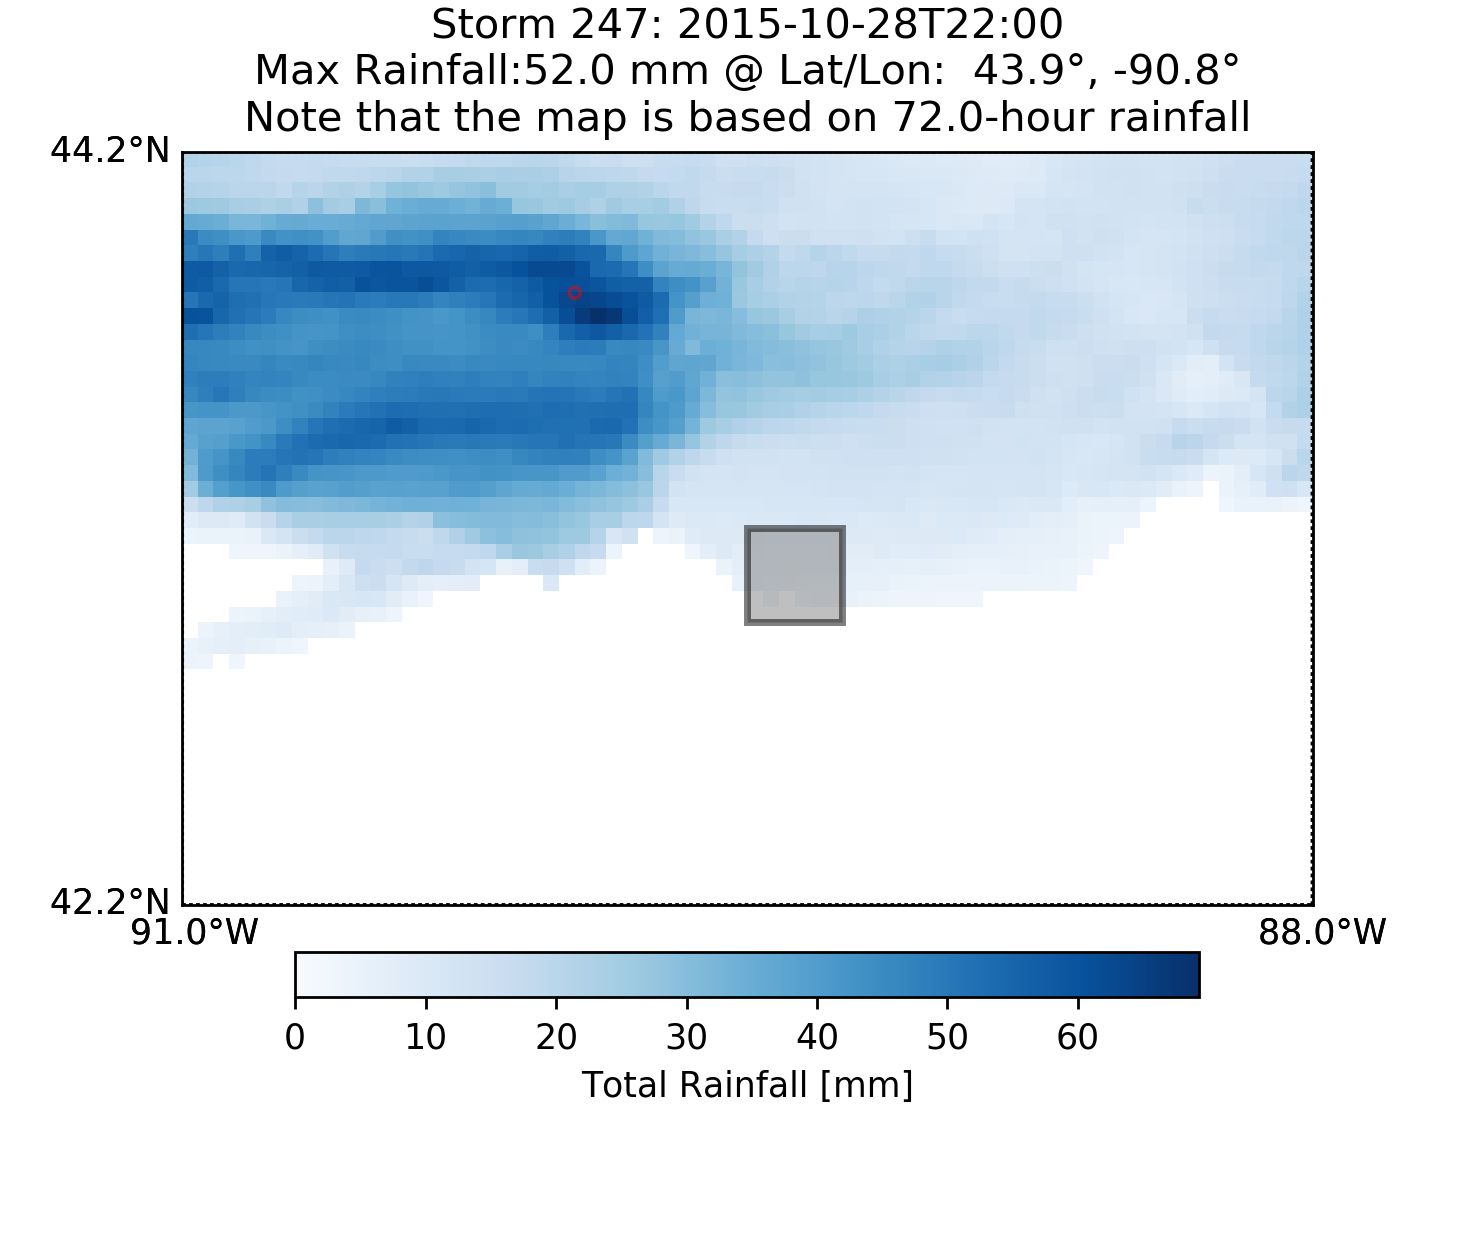 Storm 247: 2015-10-28T22:00
Max Rainfall:52.0 mm @ Lat/Lon:  43.9°, -90.8°
Note that the map is based on 72.0-hour rainfall
44.2°N
42.2°N
91.0°W 88.0°W
0 10 20 30 40 50 60
Total Rainfall [mm]